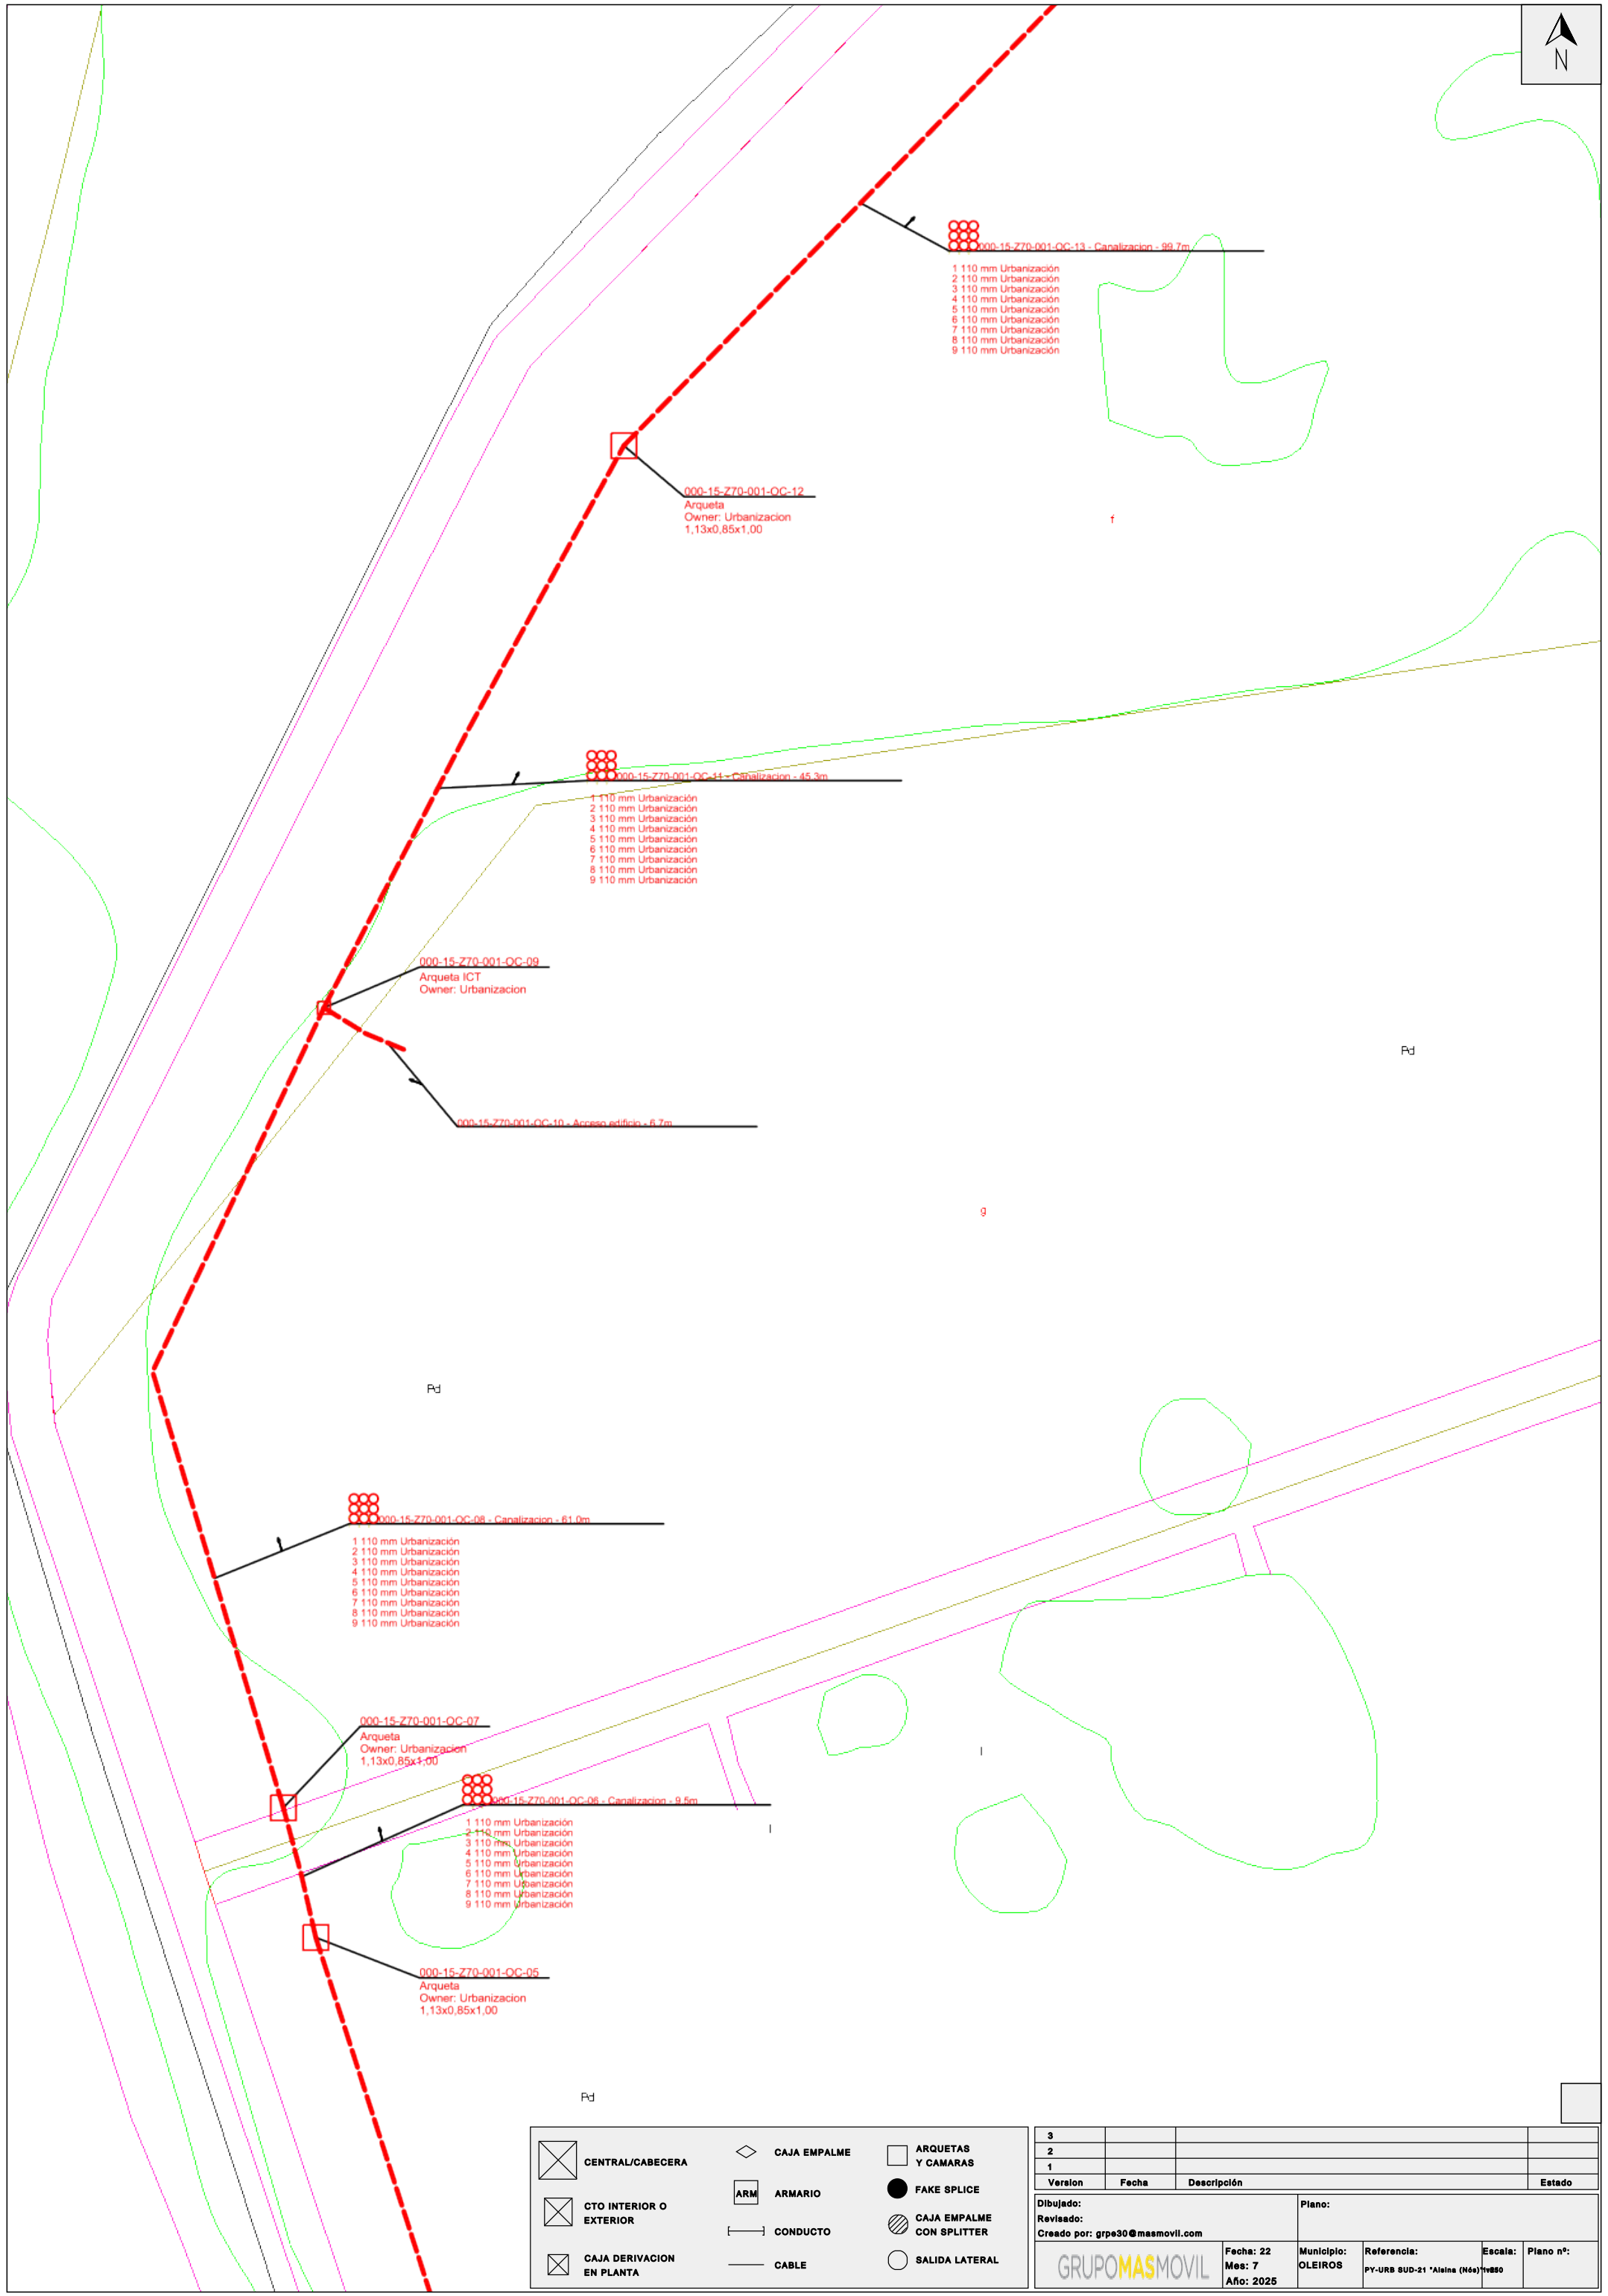 N
000-15-Z70-001-OC-13 - Canalizacion - 99.7m
1 110 mm Urbanización
2 110 mm Urbanización
3 110 mm Urbanización
4 110 mm Urbanización
5 110 mm Urbanización
6 110 mm Urbanización
7 110 mm Urbanización
8 110 mm Urbanización
9 110 mm Urbanización
000-15-Z70-001-OC-12
Arqueta
Owner: Urbanizacion
1,13x0,85x1,00
f
000-15-Z70-001-OC-11 - Canalizacion - 45.3m
1 110 mm Urbanización
2 110 mm Urbanización
3 110 mm Urbanización
4 110 mm Urbanización
5 110 mm Urbanización
6 110 mm Urbanización
7 110 mm Urbanización
8 110 mm Urbanización
9 110 mm Urbanización
000-15-Z70-001-OC-09
Arqueta ICT
Owner: Urbanizacion
Pd
000-15-Z70-001-OC-10 - Acceso edificio - 6.7m
g
Pd
000-15-Z70-001-OC-08 - Canalizacion - 61.0m
1 110 mm Urbanización
2 110 mm Urbanización
3 110 mm Urbanización
4 110 mm Urbanización
5 110 mm Urbanización
6 110 mm Urbanización
7 110 mm Urbanización
8 110 mm Urbanización
9 110 mm Urbanización
000-15-Z70-001-OC-07
Arqueta
Owner: Urbanizacion
1,13x0,85x1,00
l
000-15-Z70-001-OC-06 - Canalizacion - 9.5m
l
1 110 mm Urbanización
2 110 mm Urbanización
3 110 mm Urbanización
4 110 mm Urbanización
5 110 mm Urbanización
6 110 mm Urbanización
7 110 mm Urbanización
8 110 mm Urbanización
9 110 mm Urbanización
000-15-Z70-001-OC-05
Arqueta
Owner: Urbanizacion
1,13x0,85x1,00
Pd
CENTRAL/CABECERA
CTO INTERIOR O
EXTERIOR
CAJA DERIVACION
EN PLANTA
CAJA EMPALME
ARM ARMARIO
CONDUCTO
CABLE
ARQUETAS
Y CAMARAS
FAKE SPLICE
CAJA EMPALME
CON SPLITTER
SALIDA LATERAL
3
2
1
Version Fecha Descripción Estado
Dibujado:
Revisado:
Creado por: grpe30@masmovil.com
Plano:
GRUPOMASMOVIL
Fecha: 22
Mes: 7
Año: 2025
Municipio:
OLEIROS
Referencia:
PY-URB SUD-21 "Alsina (Nós)"
Escala:
Plano nº: